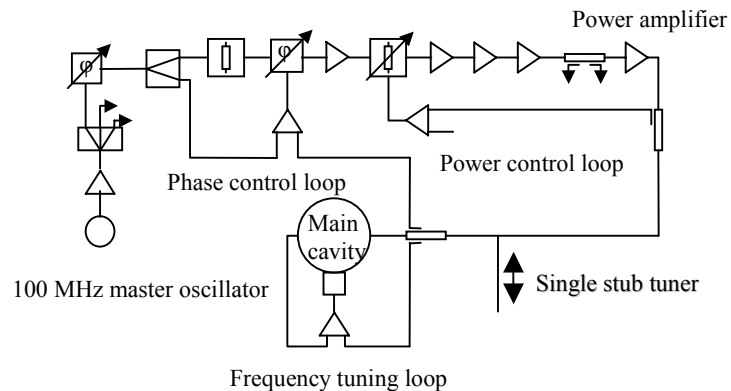 Power amplifier
φ
φ
Phase control loop
Power control loop
Main
cavity
100 MHz master oscillator
Single stub tuner
Frequency tuning loop